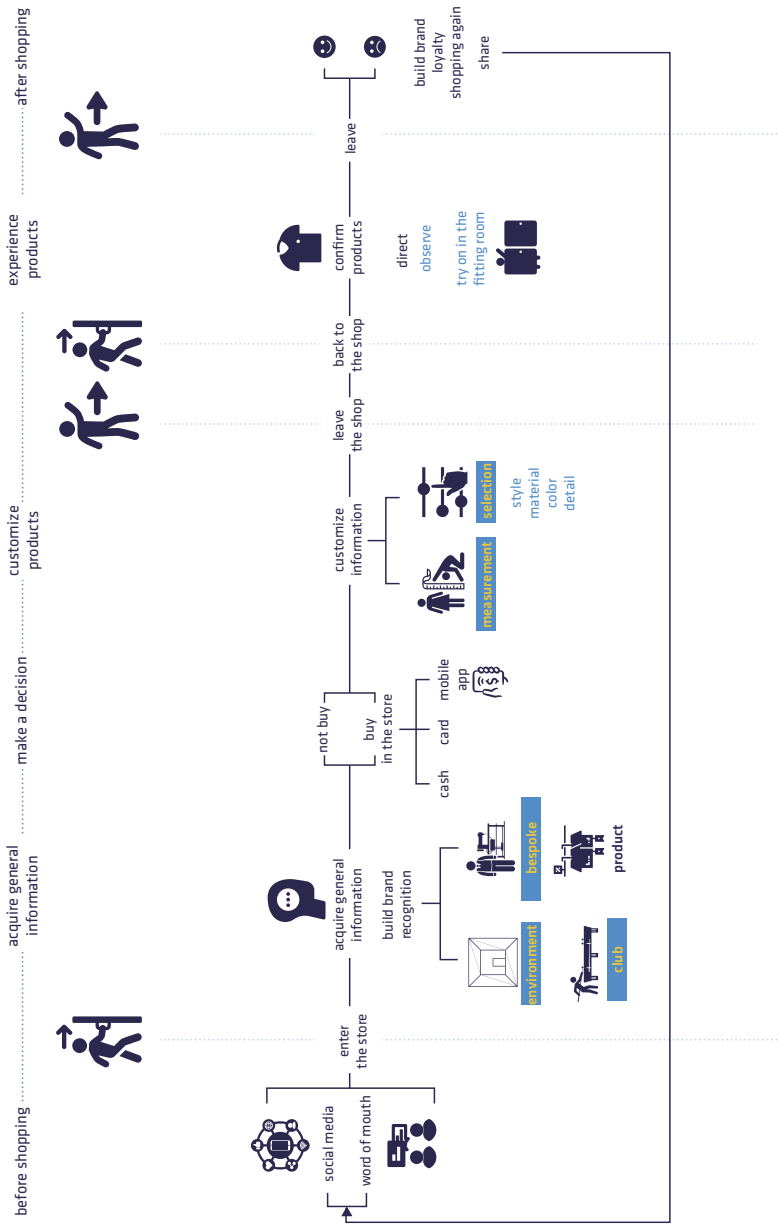 before shopping
acquire general
information
make a decision
customize
products
experience
products
after shopping
social media
word of mouth
enter
the store
acquire general
information
build brand
recognition
environment
club
bespoke
product
not buy
buy
in the store
cash
card
mobile
app
customize
information
measurement
selection
style
material
color
detail
leave
the shop
back to
the shop
confirm
products
direct
observe
try on in the
fitting room
leave
build brand
loyalty
shopping again
share